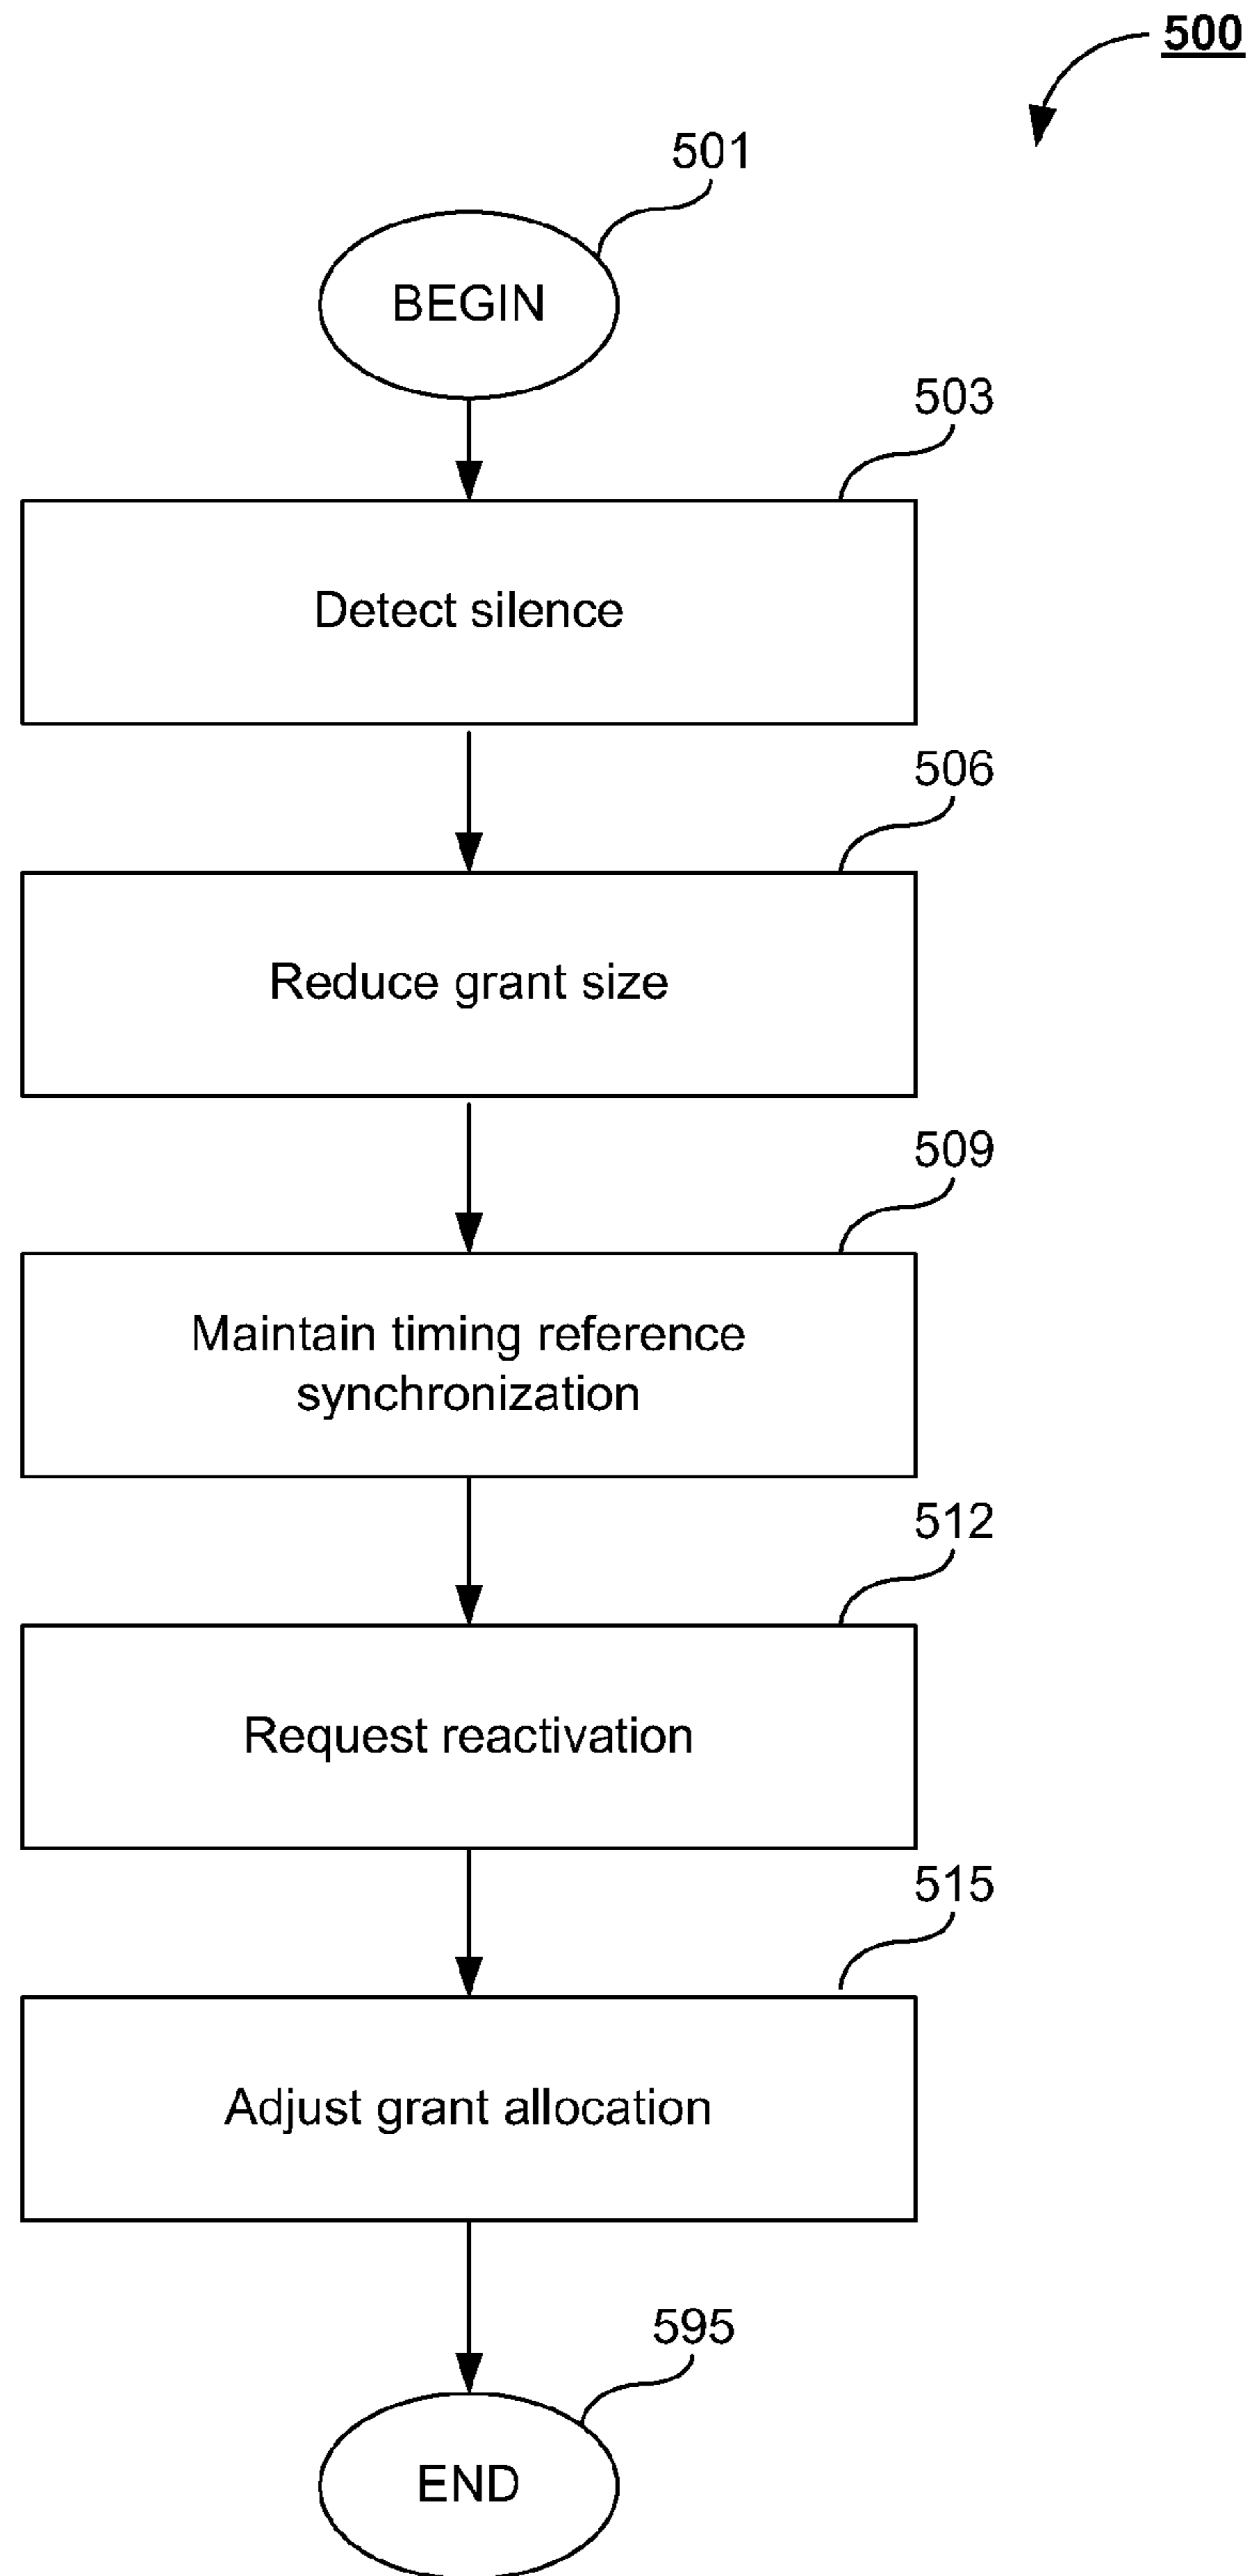 500
501
BEGIN
503
Detect silence
506
Reduce grant size
509
Maintain timing reference
synchronization
512
Request reactivation
515
Adjust grant allocation
595
END